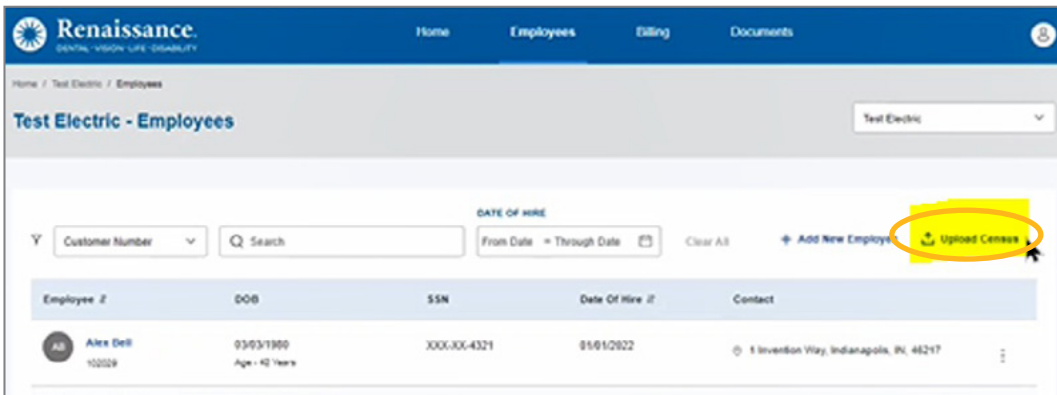 Renaissance.
DENTAL · VISION · LIFE · DISABILITY
Home Employees Billing Documents
Home / Test Electric / Employees
Test Electric - Employees
Test Electric
DATE OF HIRE
Customer Number Search From Date Through Date Clear All + Add New Employee Upload Census
Employee DOB SSN Date Of Hire Contact
AB Alex Bell 03/03/1980 XXX-XX-4321 01/01/2022 1 Invention Way, Indianapolis, IN, 46217
102029 Age - 42 Years